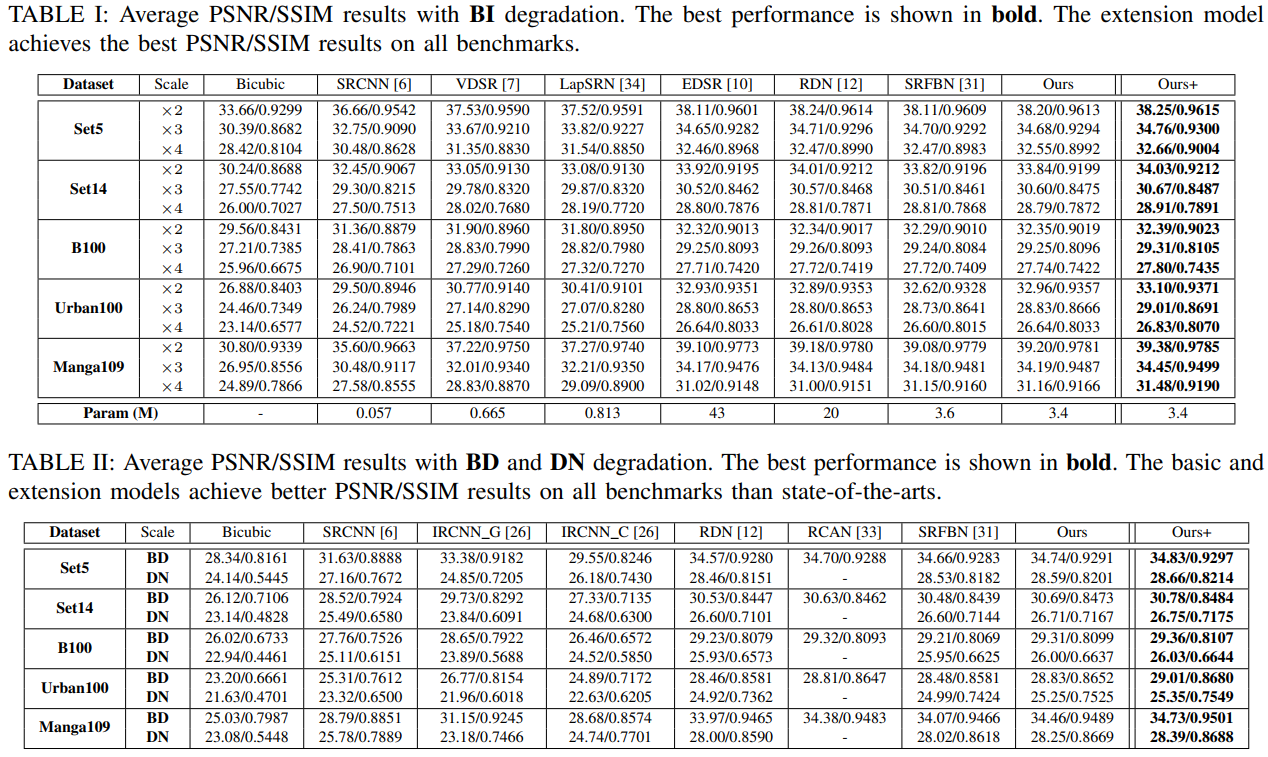 TABLE I: Average PSNR/SSIM results with BI degradation. The best performance is shown in bold. The extension model
achieves the best PSNR/SSIM results on all benchmarks.
Dataset Scale Bicubic SRCNN [6] VDSR [7] LapSRN [34] EDSR [10] RDN [12] SRFBN [31] Ours Ours+
×2 33.66/0.9299 36.66/0.9542 37.53/0.9590 37.52/0.9591 38.11/0.9601 38.24/0.9614 38.11/0.9609 38.20/0.9613 38.25/0.9615
Set5 ×3 30.39/0.8682 32.75/0.9090 33.67/0.9210 33.82/0.9227 34.65/0.9282 34.71/0.9296 34.70/0.9292 34.68/0.9294 34.76/0.9300
×4 28.42/0.8104 30.48/0.8628 31.35/0.8830 31.54/0.8850 32.46/0.8968 32.47/0.8990 32.47/0.8983 32.55/0.8992 32.66/0.9004
×2 30.24/0.8688 32.45/0.9067 33.05/0.9130 33.08/0.9130 33.92/0.9195 34.01/0.9212 33.82/0.9196 33.84/0.9199 34.03/0.9212
Set14 ×3 27.55/0.7742 29.30/0.8215 29.78/0.8320 29.87/0.8320 30.52/0.8462 30.57/0.8468 30.51/0.8461 30.60/0.8475 30.67/0.8487
×4 26.00/0.7027 27.50/0.7513 28.02/0.7680 28.19/0.7720 28.80/0.7876 28.81/0.7871 28.81/0.7868 28.79/0.7872 28.91/0.7891
×2 29.56/0.8431 31.36/0.8879 31.90/0.8960 31.80/0.8950 32.32/0.9013 32.34/0.9017 32.29/0.9010 32.35/0.9019 32.39/0.9023
B100 ×3 27.21/0.7385 28.41/0.7863 28.83/0.7990 28.82/0.7980 29.25/0.8093 29.26/0.8093 29.24/0.8084 29.25/0.8096 29.31/0.8105
×4 25.96/0.6675 26.90/0.7101 27.29/0.7260 27.32/0.7270 27.71/0.7420 27.72/0.7419 27.72/0.7409 27.74/0.7422 27.80/0.7435
×2 26.88/0.8403 29.50/0.8946 30.77/0.9140 30.41/0.9101 32.93/0.9351 32.89/0.9353 32.62/0.9328 32.96/0.9357 33.10/0.9371
Urban100 ×3 24.46/0.7349 26.24/0.7989 27.14/0.8290 27.07/0.8280 28.80/0.8653 28.80/0.8653 28.73/0.8641 28.83/0.8666 29.01/0.8691
×4 23.14/0.6577 24.52/0.7221 25.18/0.7540 25.21/0.7560 26.64/0.8033 26.61/0.8028 26.60/0.8015 26.64/0.8033 26.83/0.8070
×2 30.80/0.9339 35.60/0.9663 37.22/0.9750 37.27/0.9740 39.10/0.9773 39.18/0.9780 39.08/0.9779 39.20/0.9781 39.38/0.9785
Manga109 ×3 26.95/0.8556 30.48/0.9117 32.01/0.9340 32.21/0.9350 34.17/0.9476 34.13/0.9484 34.18/0.9481 34.19/0.9487 34.45/0.9499
×4 24.89/0.7866 27.58/0.8555 28.83/0.8870 29.09/0.8900 31.02/0.9148 31.00/0.9151 31.15/0.9160 31.16/0.9166 31.48/0.9190
Param (M) - 0.057 0.665 0.813 43 20 3.6 3.4 3.4
TABLE II: Average PSNR/SSIM results with BD and DN degradation. The best performance is shown in bold. The basic and
extension models achieve better PSNR/SSIM results on all benchmarks than state-of-the-arts.
Dataset Scale Bicubic SRCNN [6] IRCNN_G [26] IRCNN_C [26] RDN [12] RCAN [33] SRFBN [31] Ours Ours+
Set5 BD 28.34/0.8161 31.63/0.8888 33.38/0.9182 29.55/0.8246 34.57/0.9280 34.70/0.9288 34.66/0.9283 34.74/0.9291 34.83/0.9297
DN 24.14/0.5445 27.16/0.7672 24.85/0.7205 26.18/0.7430 28.46/0.8151 - 28.53/0.8182 28.59/0.8201 28.66/0.8214
Set14 BD 26.12/0.7106 28.52/0.7924 29.73/0.8292 27.33/0.7135 30.53/0.8447 30.63/0.8462 30.48/0.8439 30.69/0.8473 30.78/0.8484
DN 23.14/0.4828 25.49/0.6580 23.84/0.6091 24.68/0.6300 26.60/0.7101 - 26.60/0.7144 26.71/0.7167 26.75/0.7175
B100 BD 26.02/0.6733 27.76/0.7526 28.65/0.7922 26.46/0.6572 29.23/0.8079 29.32/0.8093 29.21/0.8069 29.31/0.8099 29.36/0.8107
DN 22.94/0.4461 25.11/0.6151 23.89/0.5688 24.52/0.5850 25.93/0.6573 - 25.95/0.6625 26.00/0.6637 26.03/0.6644
Urban100 BD 23.20/0.6661 25.31/0.7612 26.77/0.8154 24.89/0.7172 28.46/0.8581 28.81/0.8647 28.48/0.8581 28.83/0.8652 29.01/0.8680
DN 21.63/0.4701 23.32/0.6500 21.96/0.6018 22.63/0.6205 24.92/0.7362 - 24.99/0.7424 25.25/0.7525 25.35/0.7549
Manga109 BD 25.03/0.7987 28.79/0.8851 31.15/0.9245 28.68/0.8574 33.97/0.9465 34.38/0.9483 34.07/0.9466 34.46/0.9489 34.73/0.9501
DN 23.08/0.5448 25.78/0.7889 23.18/0.7466 24.74/0.7701 28.00/0.8590 - 28.02/0.8618 28.25/0.8669 28.39/0.8688